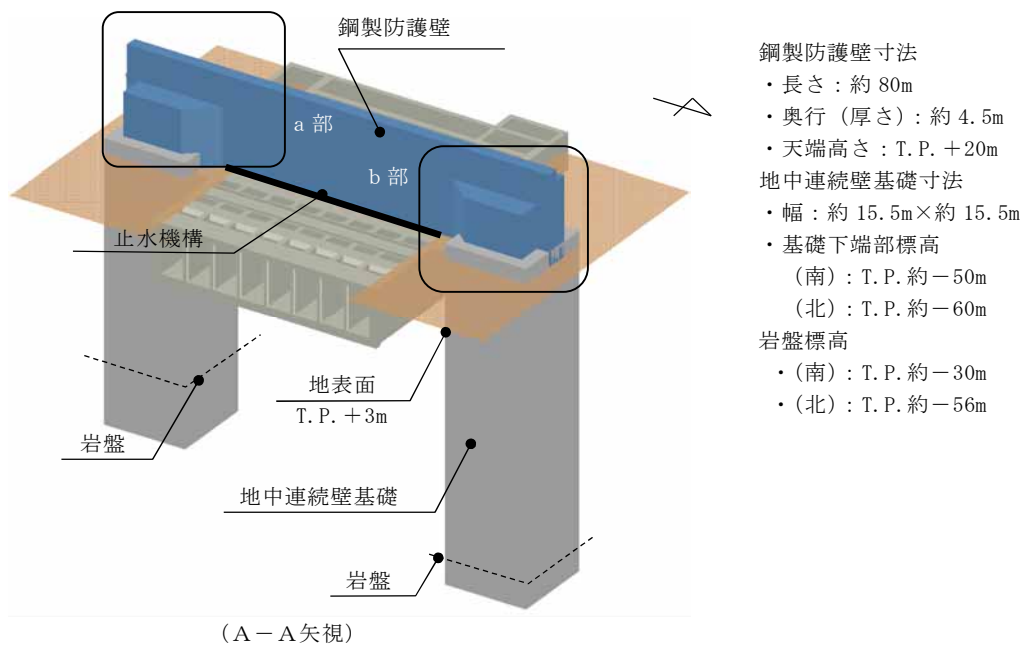 鋼製防護壁
a 部
b 部
止水機構
地表面
T.P.+3m
岩盤
地中連続壁基礎
岩盤
(A-A矢視)
鋼製防護壁寸法
・長さ:約 80m
・奥行(厚さ):約 4.5m
・天端高さ:T.P.+20m
地中連続壁基礎寸法
・幅:約 15.5m×約 15.5m
・基礎下端部標高
(南):T.P.約-50m
(北):T.P.約-60m
岩盤標高
・(南):T.P.約-30m
・(北):T.P.約-56m